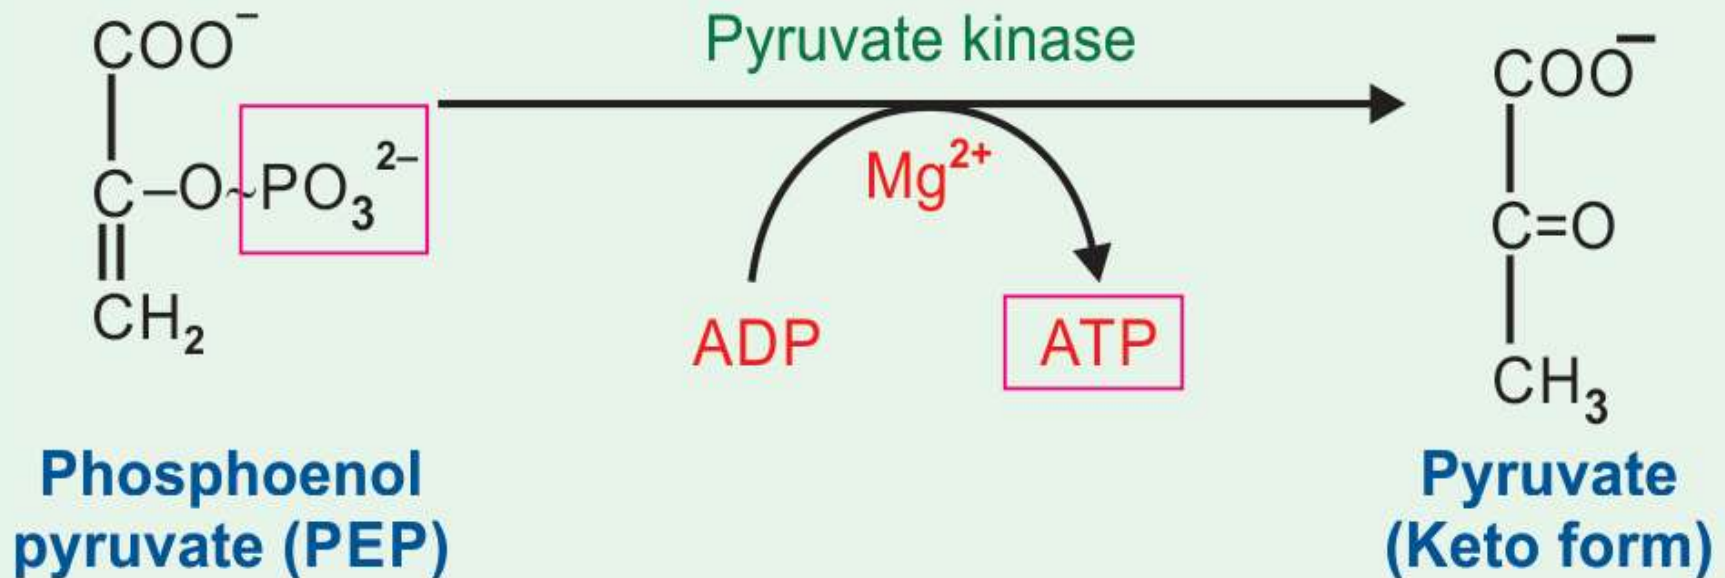 COO⁻
Pyruvate kinase
COO⁻
C–O~PO₃²⁻
Mg²⁺
C=O
CH₂
ADP
ATP
CH₃
Phosphoenol
pyruvate (PEP)
Pyruvate
(Keto form)